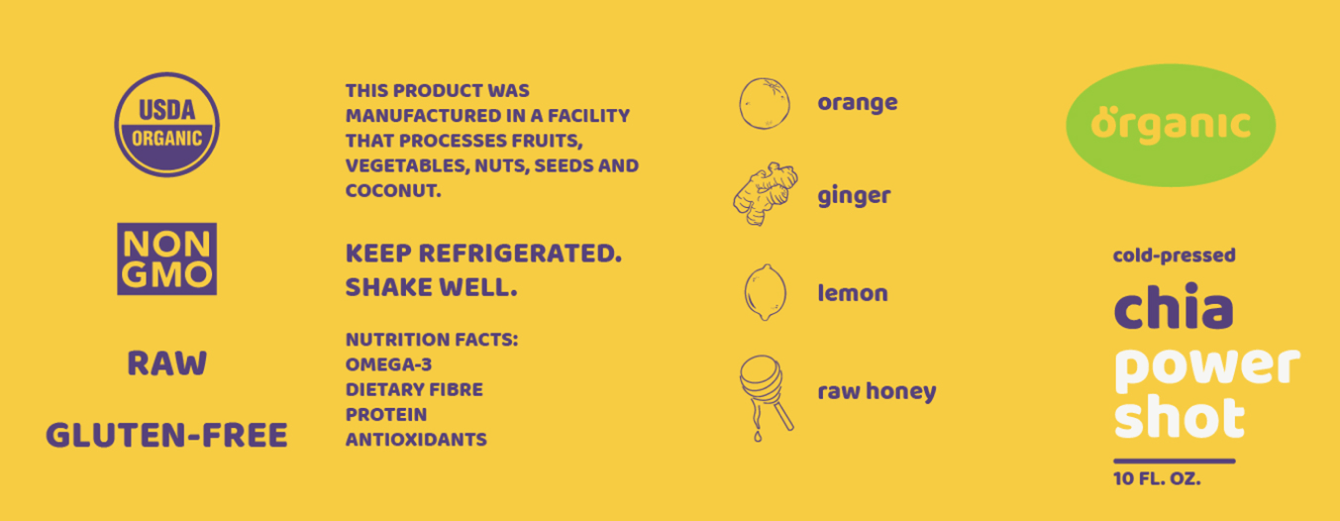 USDA
ORGANIC
NON
GMO
RAW
GLUTEN-FREE
THIS PRODUCT WAS
MANUFACTURED IN A FACILITY
THAT PROCESSES FRUITS,
VEGETABLES, NUTS, SEEDS AND
COCONUT.
KEEP REFRIGERATED.
SHAKE WELL.
NUTRITION FACTS:
OMEGA-3
DIETARY FIBRE
PROTEIN
ANTIOXIDANTS
orange
ginger
lemon
raw honey
örganıc
cold-pressed
chia
power
shot
10 FL. OZ.